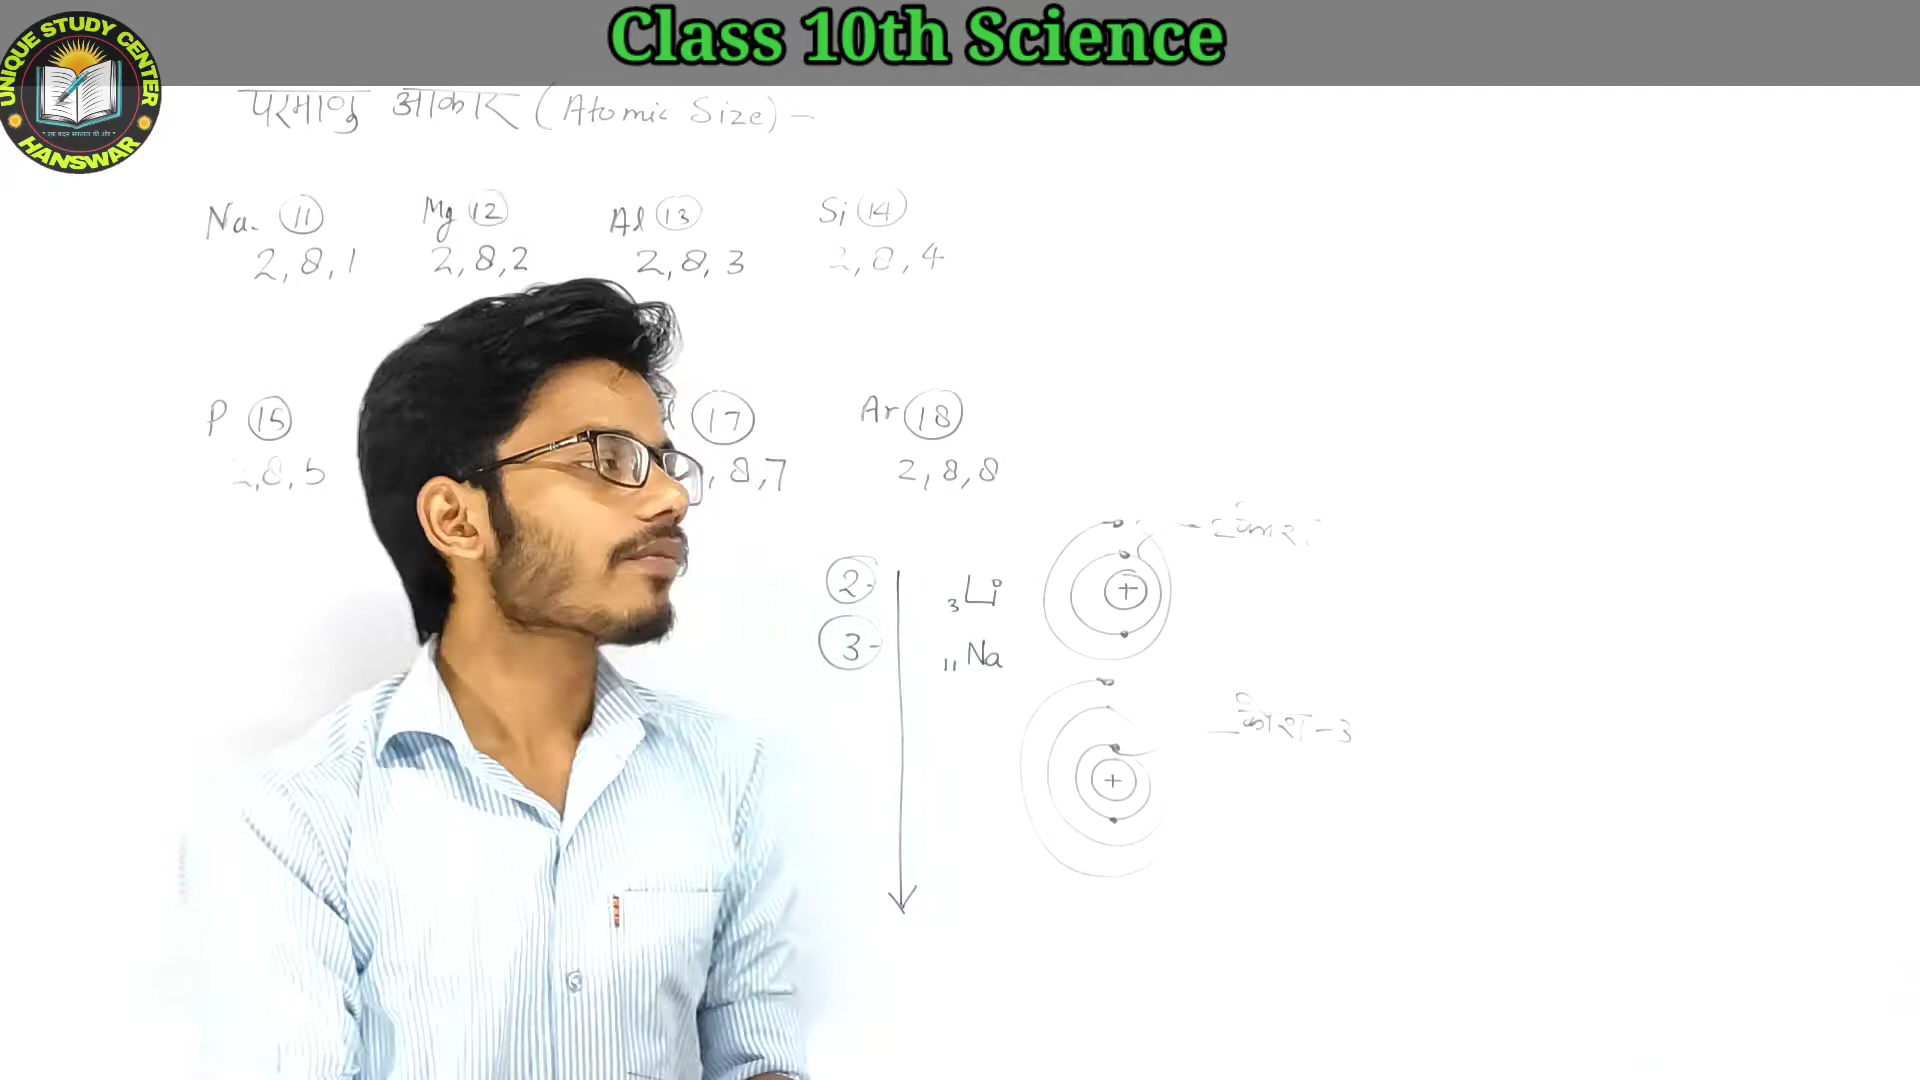 Class 10th Science
UNIQUE STUDY CENTER
HANSWAR
परमाणु आकार (Atomic Size) -
Na. 11 Mg 12 Al 13 Si 14
2, 8, 1 2, 8, 2 2, 8, 3 2, 8, 4
P 15 17 Ar 18
2, 8, 5 , 8, 7 2, 8, 8
2- 3Li +
3- 11Na
कोश - 3
+